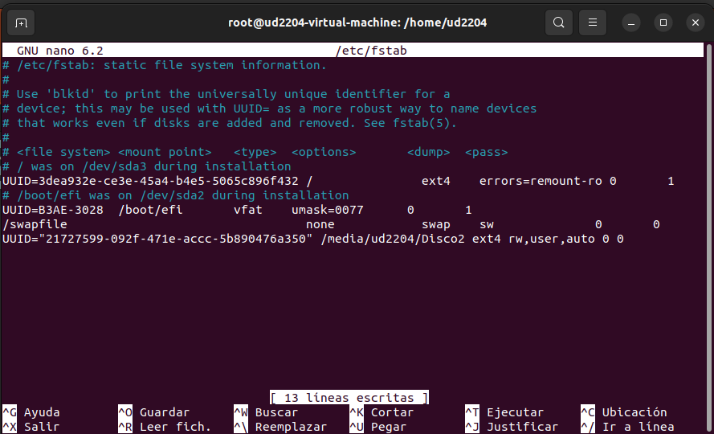 root@ud2204-virtual-machine: /home/ud2204
GNU nano 6.2 /etc/fstab
# /etc/fstab: static file system information.
#
# Use 'blkid' to print the universally unique identifier for a
# device; this may be used with UUID= as a more robust way to name devices
# that works even if disks are added and removed. See fstab(5).
#
# <file system> <mount point> <type> <options> <dump> <pass>
# / was on /dev/sda3 during installation
UUID=3dea932e-ce3e-45a4-b4e5-5065c896f432 / ext4 errors=remount-ro 0 1
# /boot/efi was on /dev/sda2 during installation
UUID=B3AE-3028 /boot/efi vfat umask=0077 0 1
/swapfile none swap sw 0 0
UUID="21727599-092f-471e-accc-5b890476a350" /media/ud2204/Disco2 ext4 rw,user,auto 0 0
[ 13 líneas escritas ]
^G Ayuda ^O Guardar ^W Buscar ^K Cortar ^T Ejecutar ^C Ubicación
^X Salir ^R Leer fich. ^\ Reemplazar ^U Pegar ^J Justificar ^/ Ir a línea